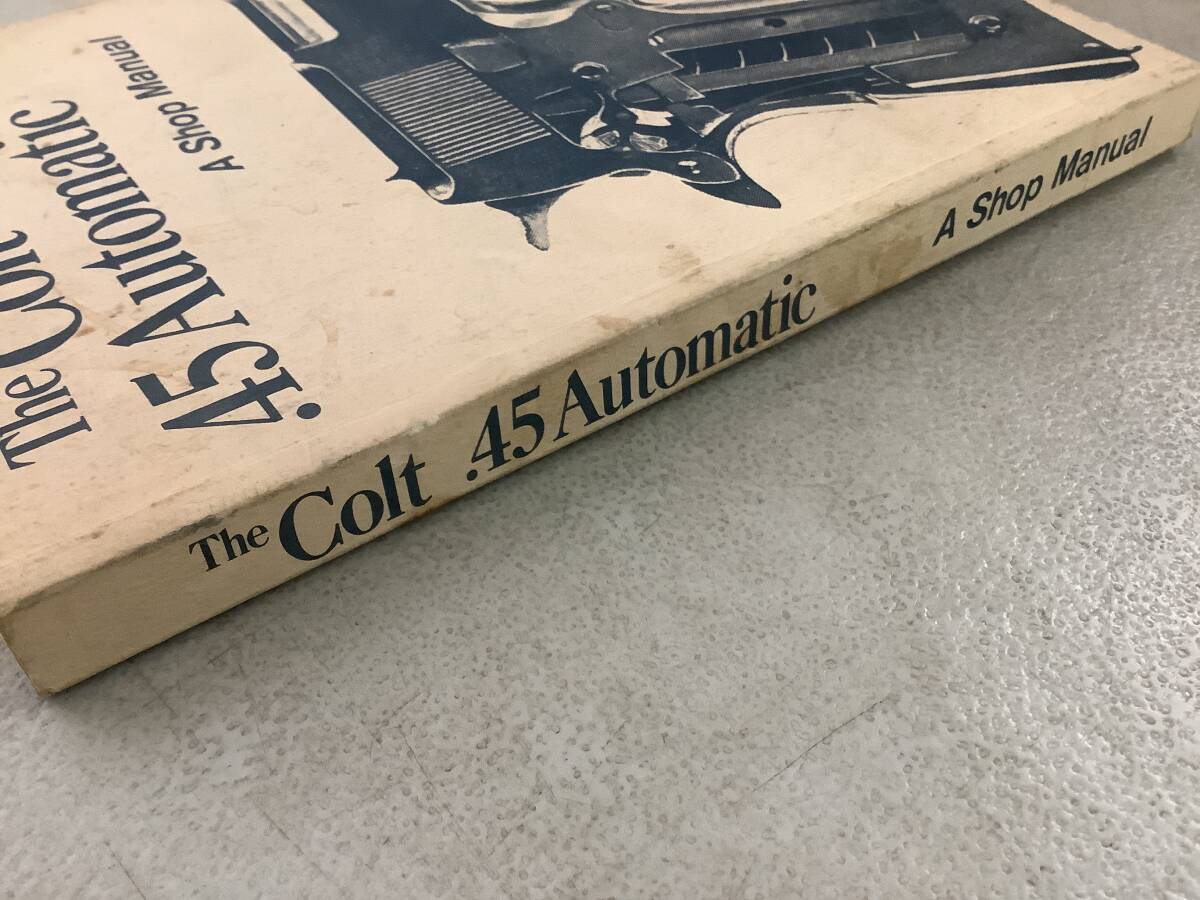 The Colt
.45 Automatic
A Shop Manual
The Colt .45 Automatic A Shop Manual